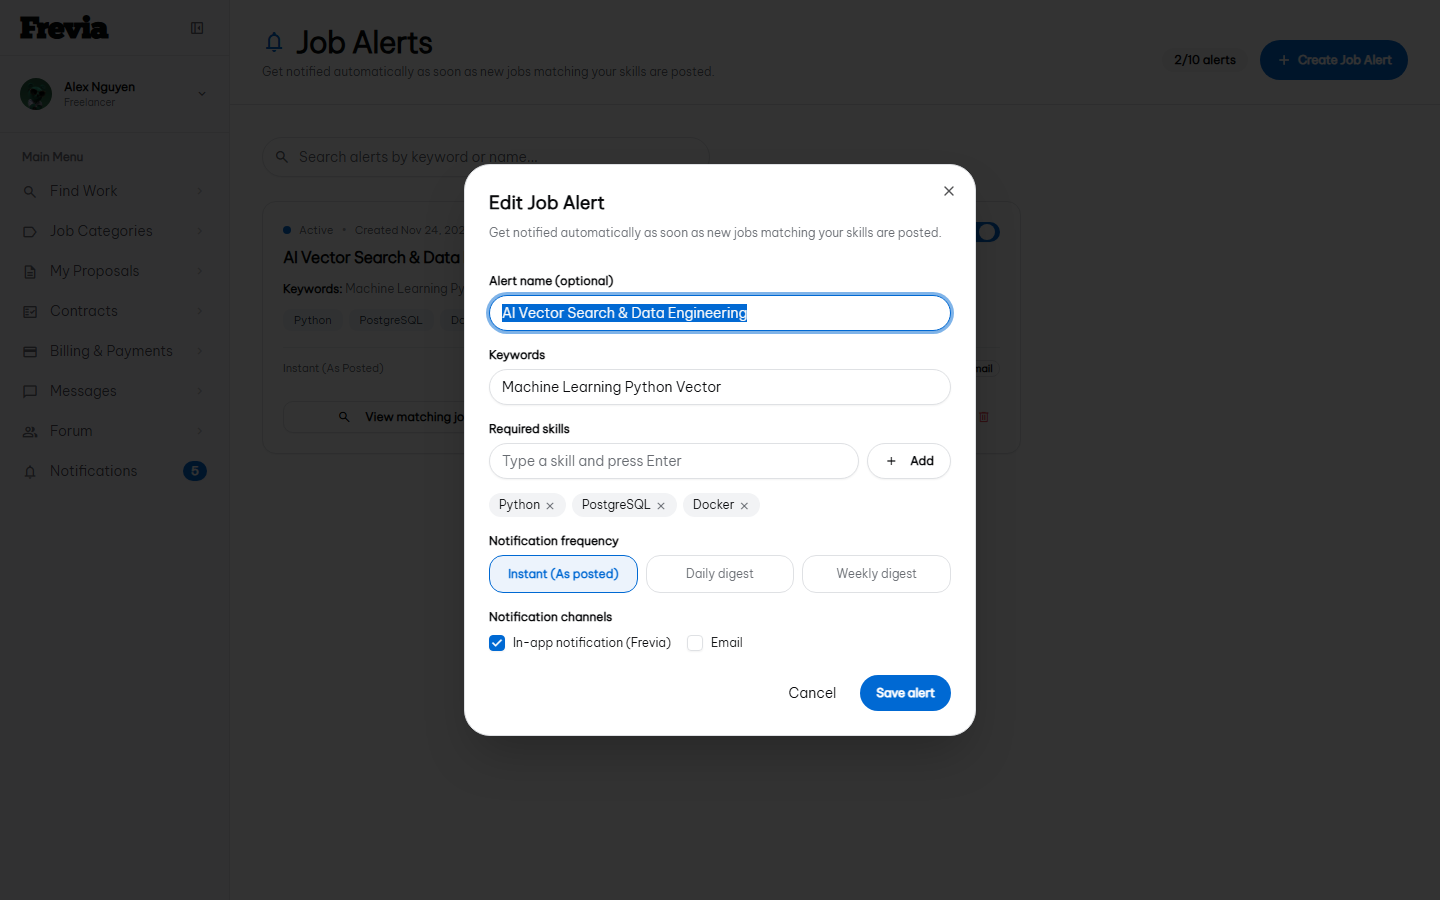 Frevia
Alex Nguyen
Freelancer
Main Menu
Find Work
Job Categories
My Proposals
Contracts
Billing & Payments
Messages
Forum
Notifications
5
Job Alerts
Get notified automatically as soon as new jobs matching your skills are posted.
2/10 alerts
+ Create Job Alert
Search alerts by keyword or name...
Active • Created Nov 24,
AI Vector Search & Data
Keywords: Machine Learning
Python PostgreSQL
Instant (As Posted)
View matching
Edit Job Alert
Get notified automatically as soon as new jobs matching your skills are posted.
Alert name (optional)
AI Vector Search & Data Engineering
Keywords
Machine Learning Python Vector
Required skills
Type a skill and press Enter
+ Add
Python × PostgreSQL × Docker ×
Notification frequency
Instant (As posted) Daily digest Weekly digest
Notification channels
In-app notification (Frevia) Email
Cancel Save alert